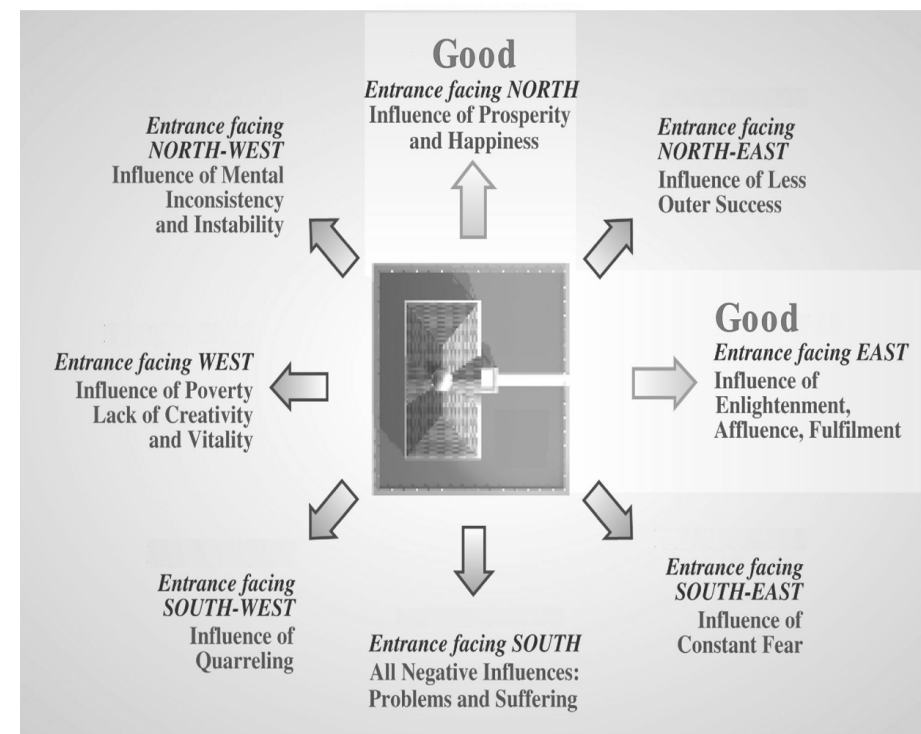 Good
Entrance facing NORTH
Influence of Prosperity
and Happiness
Entrance facing
NORTH-WEST
Influence of Mental
Inconsistency
and Instability
Entrance facing
NORTH-EAST
Influence of Less
Outer Success
Good
Entrance facing EAST
Influence of
Enlightenment,
Affluence, Fulfilment
Entrance facing WEST
Influence of Poverty
Lack of Creativity
and Vitality
Entrance facing
SOUTH-WEST
Influence of
Quarreling
Entrance facing SOUTH
All Negative Influences:
Problems and Suffering
Entrance facing
SOUTH-EAST
Influence of
Constant Fear